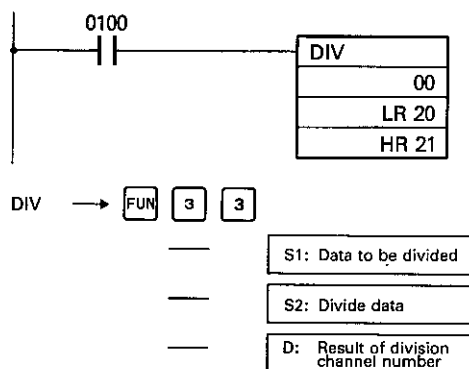 0100
DIV
00
LR 20
HR 21
DIV → FUN 3 3
S1: Data to be divided
S2: Divide data
D: Result of division
channel number